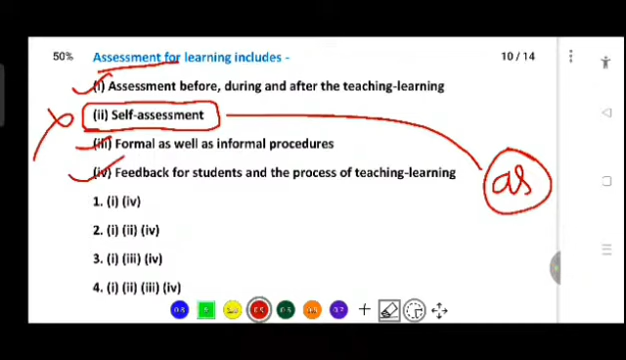 50% Assessment for learning includes - 10 / 14
(i) Assessment before, during and after the teaching-learning
(ii) Self-assessment
(iii) Formal as well as informal procedures
(iv) Feedback for students and the process of teaching-learning
as
1. (i) (iv)
2. (i) (ii) (iv)
3. (i) (iii) (iv)
4. (i) (ii) (iii) (iv)